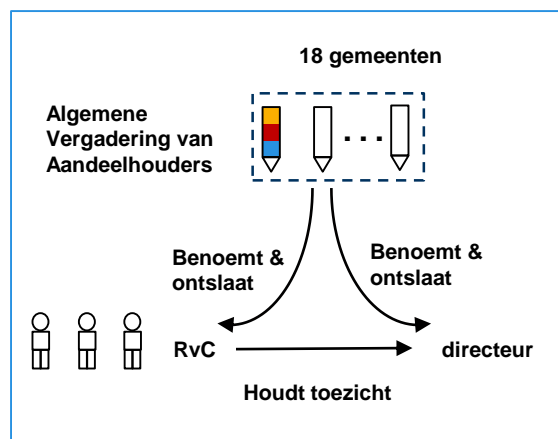 18 gemeenten
Algemene
Vergadering van
Aandeelhouders
...
Benoemt &
ontslaat
Benoemt &
ontslaat
RvC
directeur
Houdt toezicht